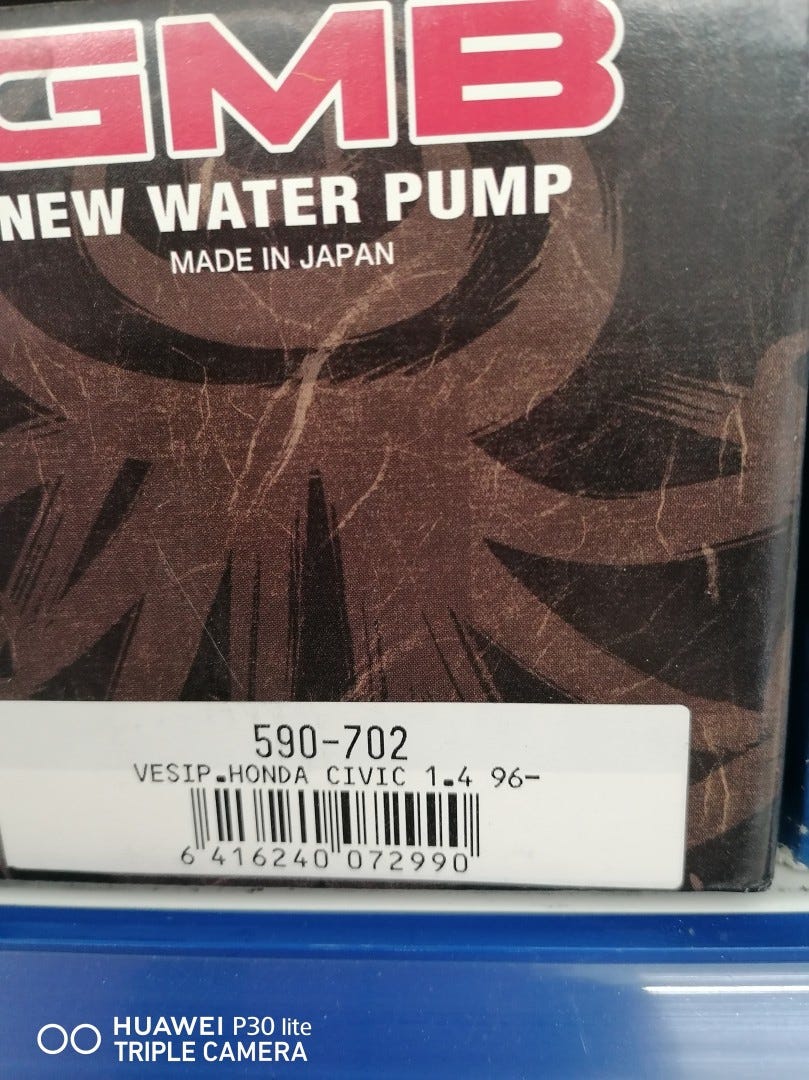 GMB
NEW WATER PUMP
MADE IN JAPAN
590-702
VESIP.HONDA CIVIC 1.4 96-
6 416240 072990
HUAWEI P30 lite
TRIPLE CAMERA